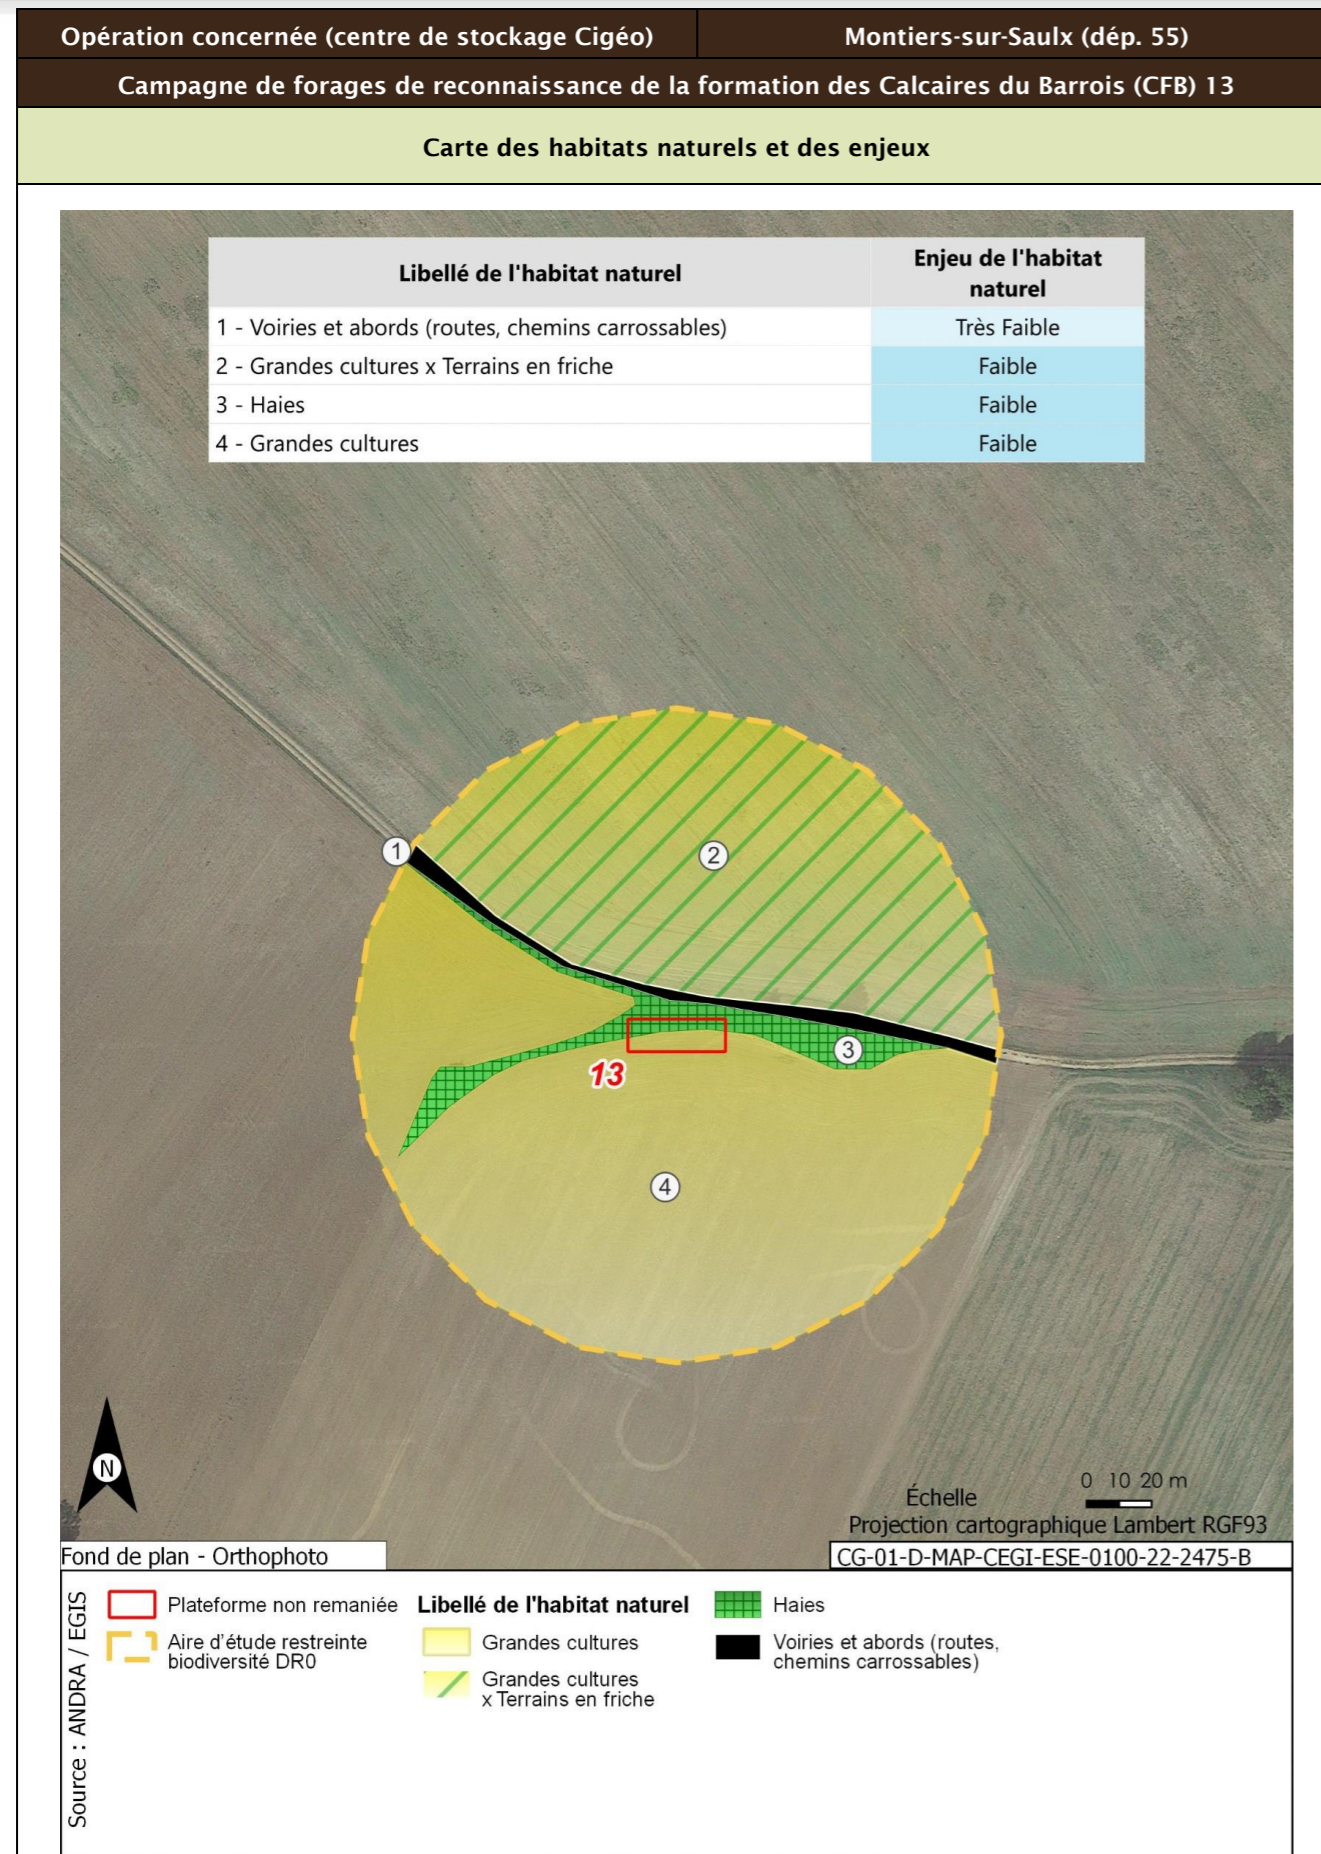 Opération concernée (centre de stockage Cigéo)
Montiers-sur-Saulx (dép. 55)
Campagne de forages de reconnaissance de la formation des Calcaires du Barrois (CFB) 13
Carte des habitats naturels et des enjeux
Libellé de l'habitat naturel
Enjeu de l'habitat
naturel
1 - Voiries et abords (routes, chemins carrossables)
Très Faible
2 - Grandes cultures x Terrains en friche
Faible
3 - Haies
Faible
4 - Grandes cultures
Faible
1
2
3
13
4
N
0 10 20 m
Échelle
Projection cartographique Lambert RGF93
Fond de plan - Orthophoto
CG-01-D-MAP-CEGI-ESE-0100-22-2475-B
Source : ANDRA / EGIS
Plateforme non remaniée
Aire d'étude restreinte
biodiversité DR0
Libellé de l'habitat naturel
Grandes cultures
Grandes cultures
x Terrains en friche
Haies
Voiries et abords (routes,
chemins carrossables)